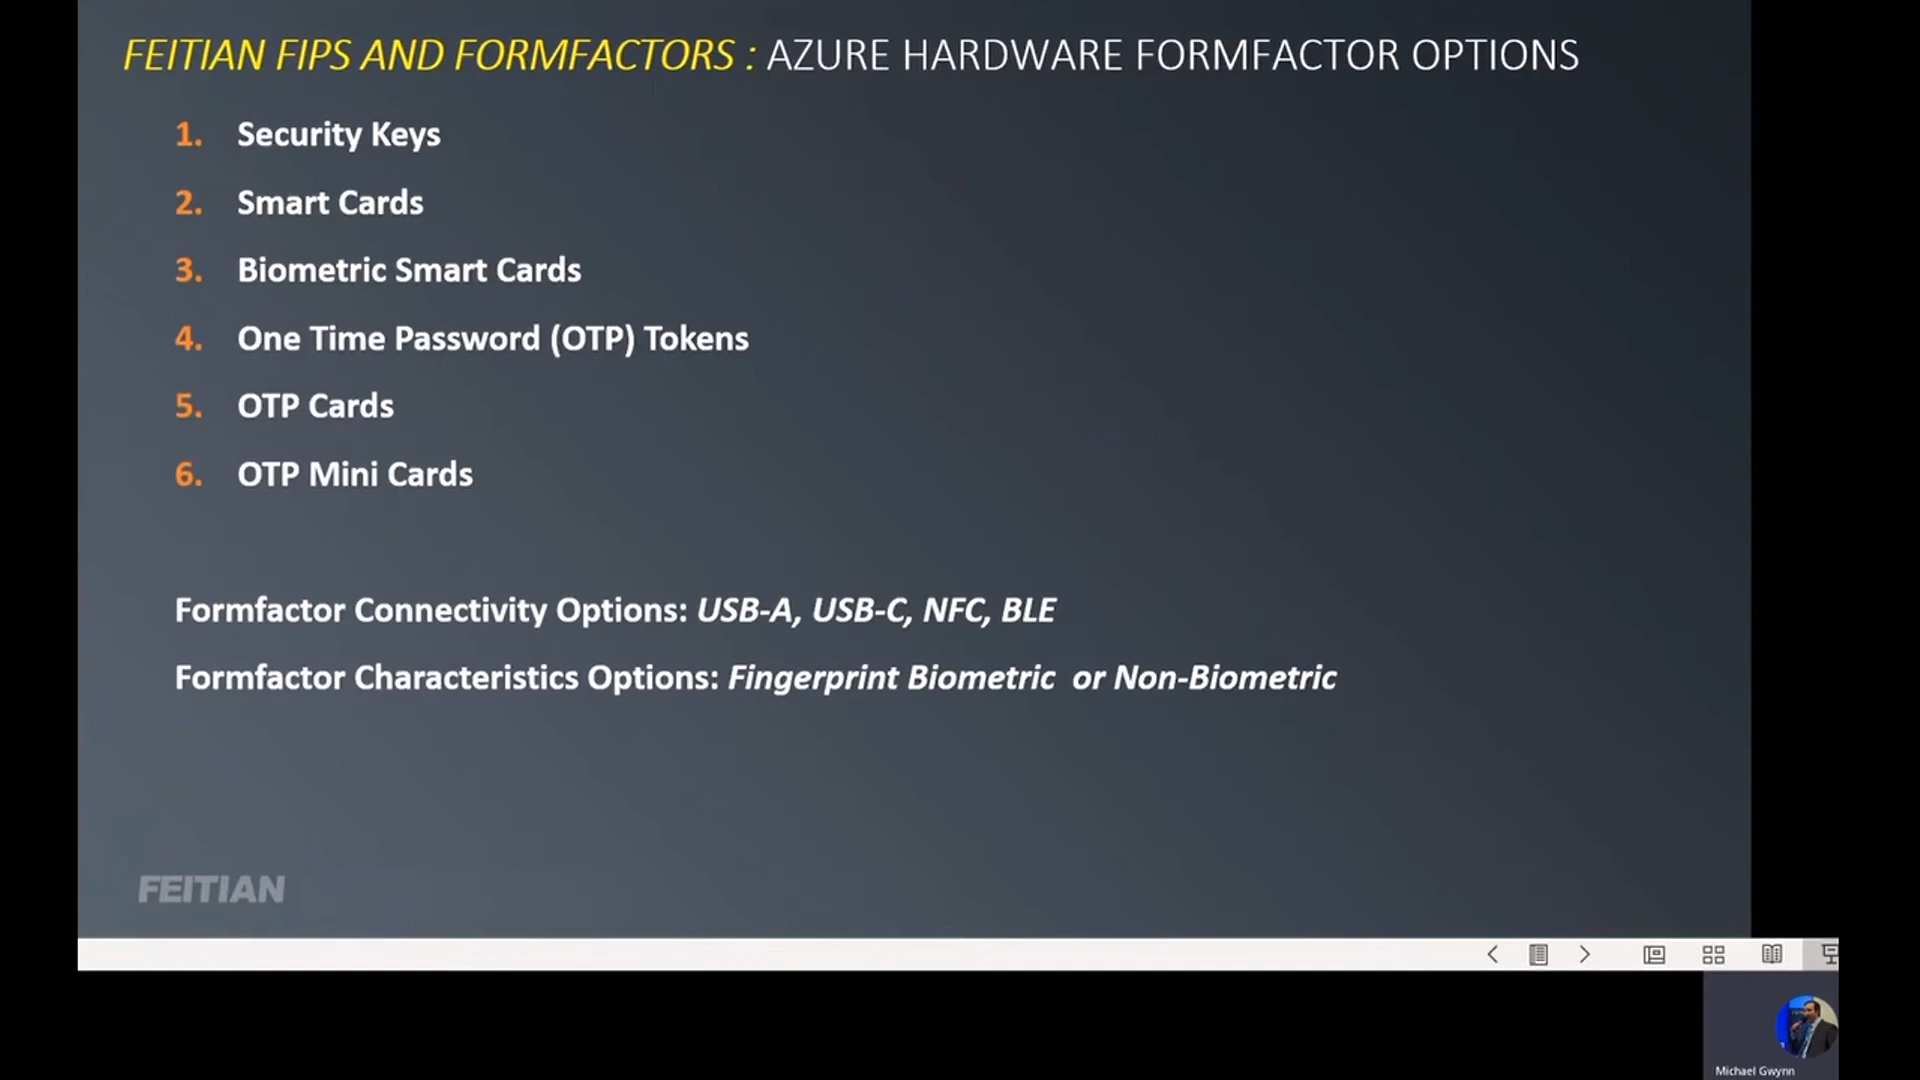 FEITIAN FIPS AND FORMFACTORS : AZURE HARDWARE FORMFACTOR OPTIONS
1. Security Keys
2. Smart Cards
3. Biometric Smart Cards
4. One Time Password (OTP) Tokens
5. OTP Cards
6. OTP Mini Cards
Formfactor Connectivity Options: USB-A, USB-C, NFC, BLE
Formfactor Characteristics Options: Fingerprint Biometric or Non-Biometric
FEITIAN
Michael Gwynn